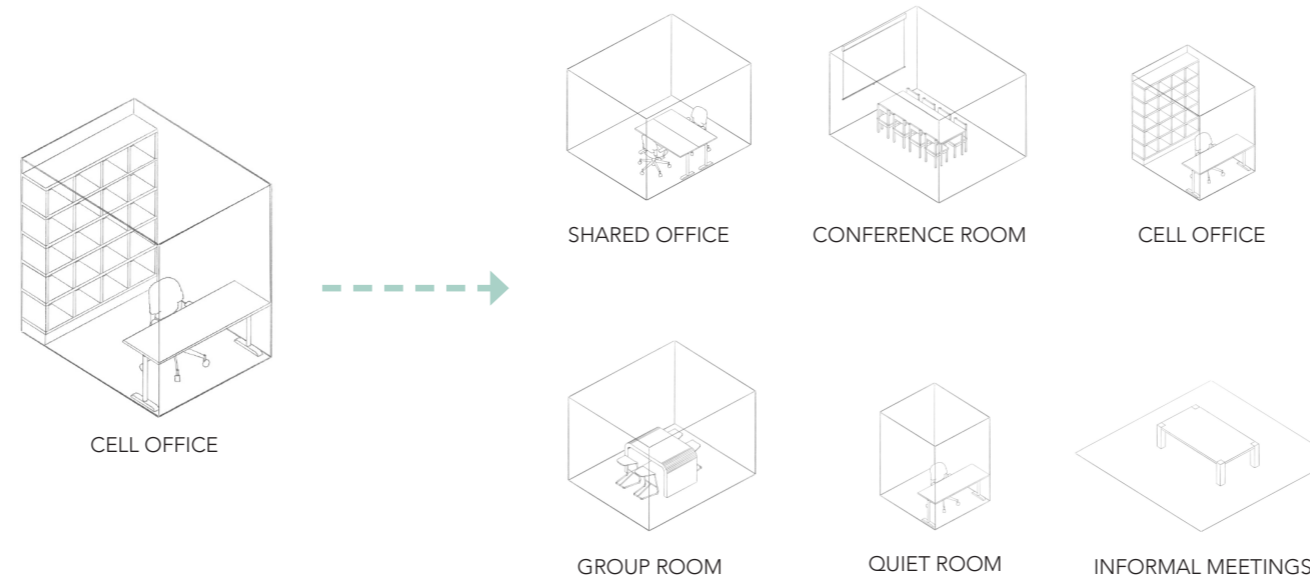 CELL OFFICE
SHARED OFFICE
CONFERENCE ROOM
CELL OFFICE
GROUP ROOM
QUIET ROOM
INFORMAL MEETINGS